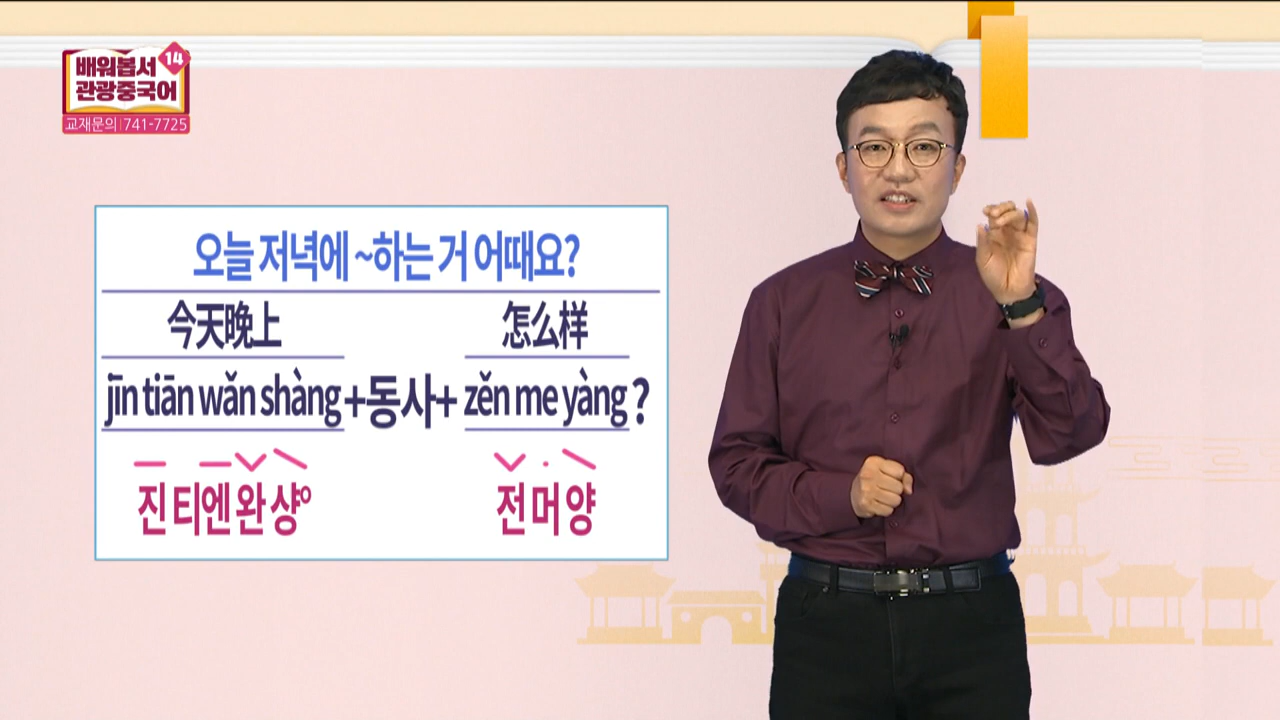 배워봅서 14
관광중국어
교재문의 | 741-7725
오늘 저녁에 ~하는 거 어때요?
今天晚上 怎么样
jīn tiān wǎn shàng +동사+ zěn me yàng ?
진 티엔 완 샹º 전 머 양